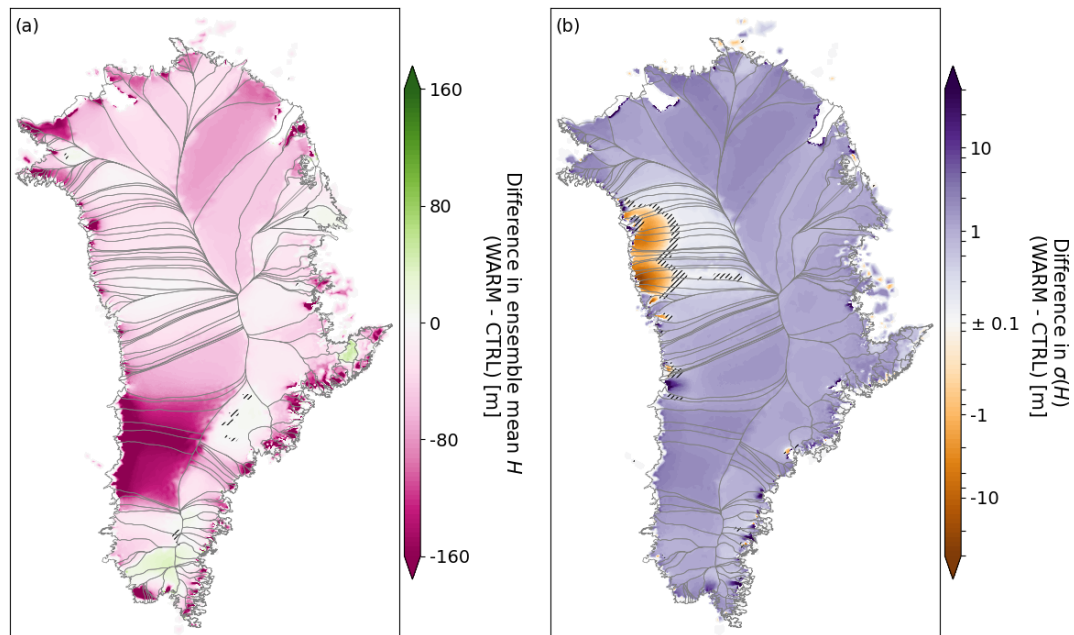 (a)
160
80
0
-80
-160
Difference in ensemble mean H
(WARM - CTRL) [m]
(b)
10
1
± 0.1
-1
-10
Difference in σ(H)
(WARM - CTRL) [m]